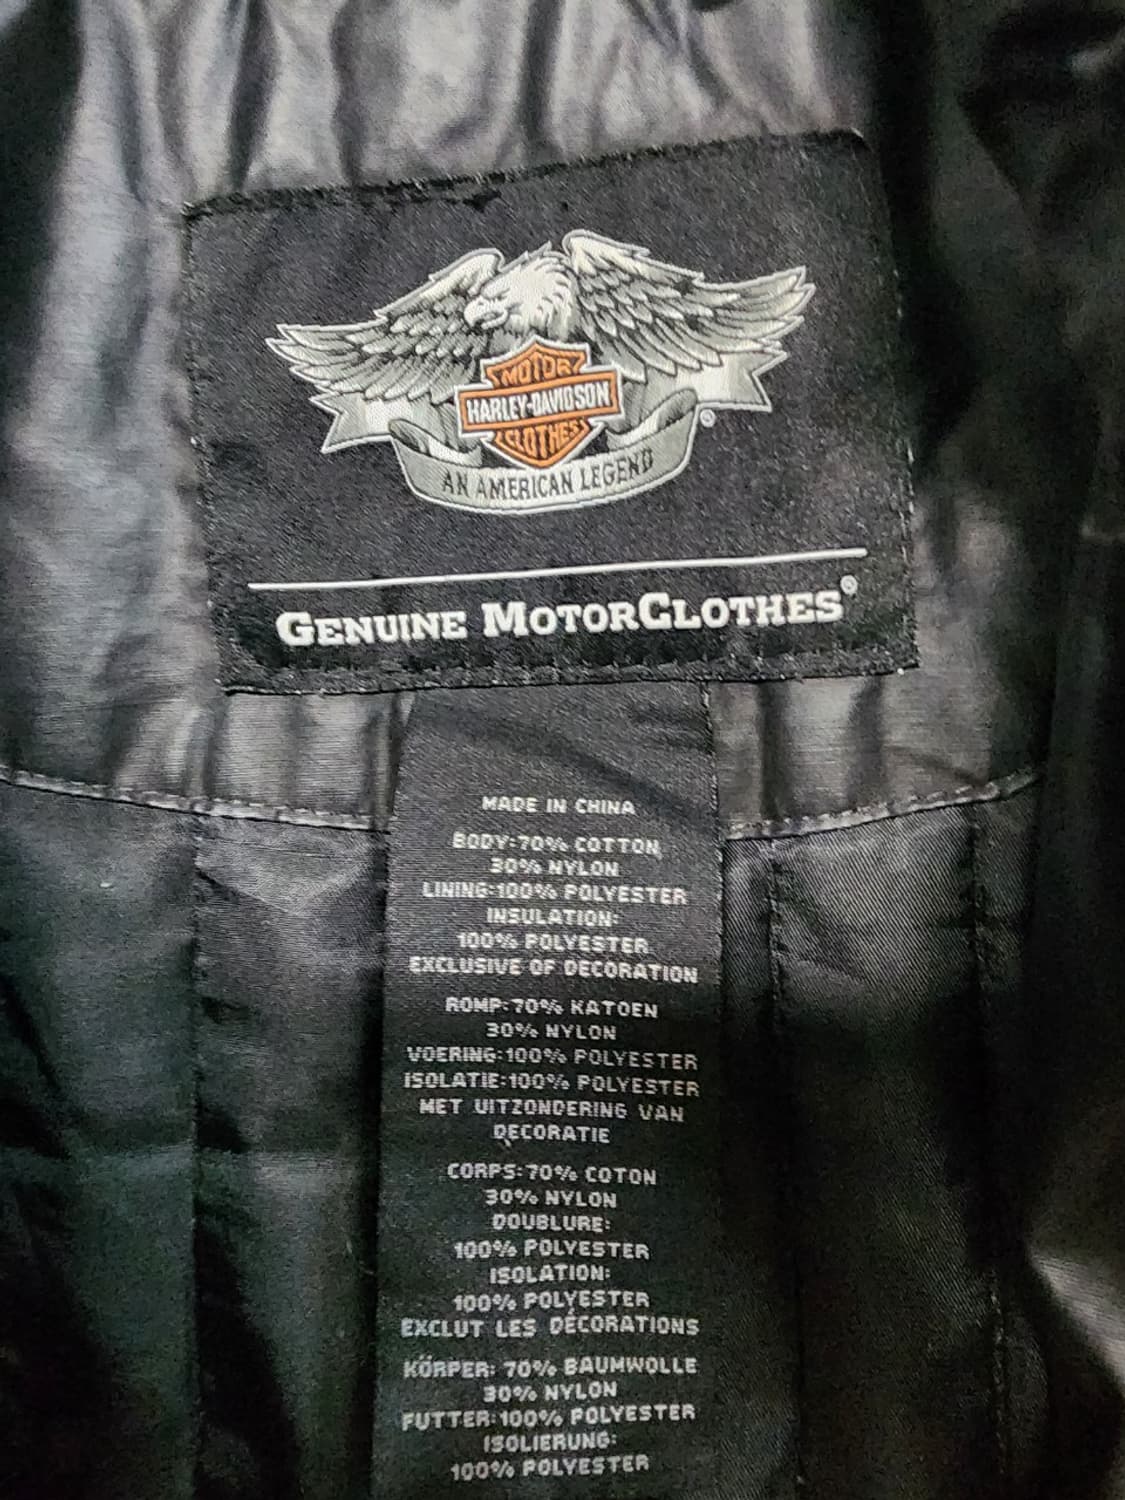 MOTOR
HARLEY-DAVIDSON
CLOTHES
AN AMERICAN LEGEND
®
GENUINE MOTORCLOTHES®
MADE IN CHINA
BODY:70% COTTON
30% NYLON
LINING:100% POLYESTER
INSULATION:
100% POLYESTER
EXCLUSIVE OF DECORATION
ROMP:70% KATOEN
30% NYLON
VOERING:100% POLYESTER
ISOLATIE:100% POLYESTER
MET UITZONDERING VAN
DECORATIE
CORPS:70% COTON
30% NYLON
DOUBLURE:
100% POLYESTER
ISOLATION:
100% POLYESTER
EXCLUT LES DÉCORATIONS
KÖRPER: 70% BAUMWOLLE
30% NYLON
FUTTER:100% POLYESTER
ISOLIERUNG:
100% POLYESTER